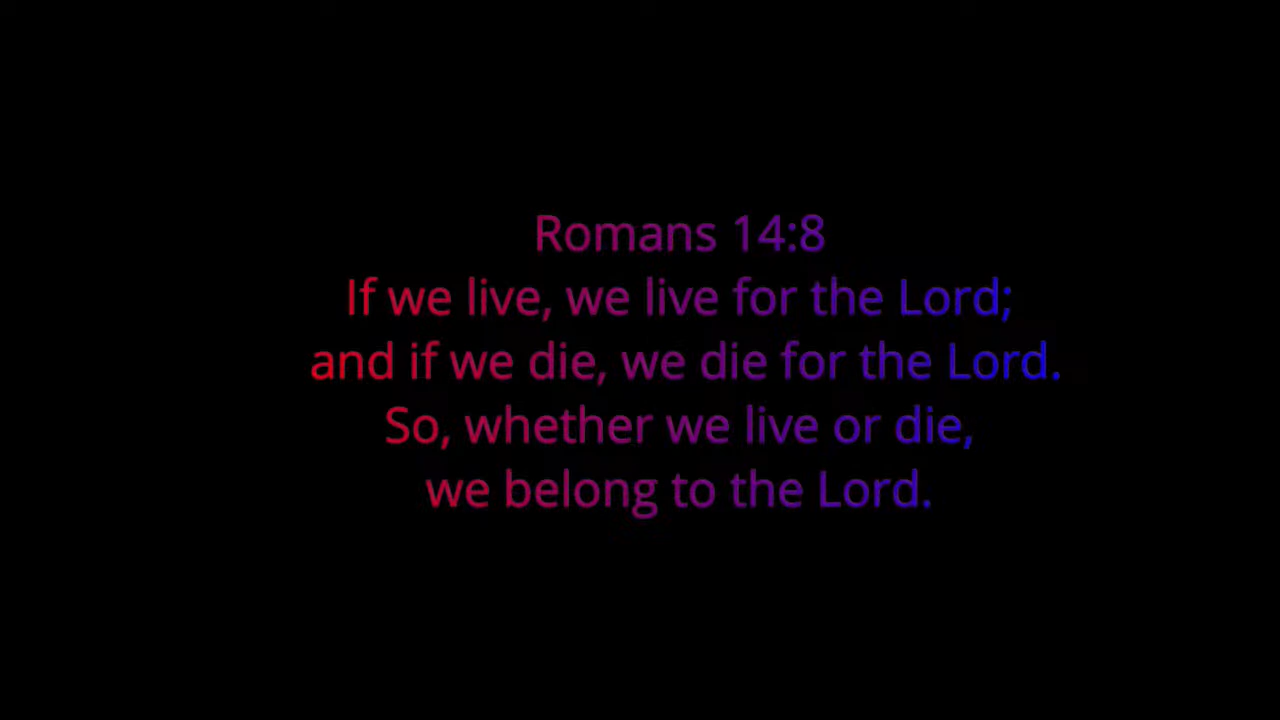 Romans 14:8
If we live, we live for the Lord;
and if we die, we die for the Lord.
So, whether we live or die,
we belong to the Lord.